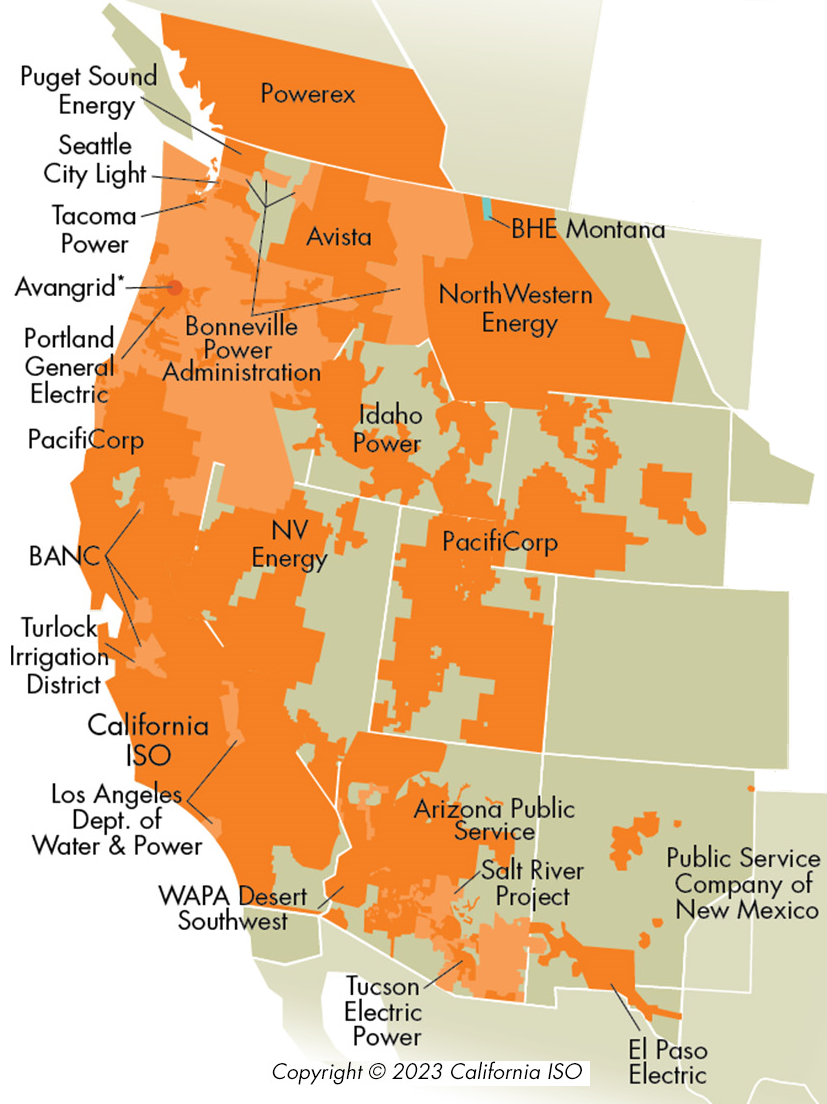 Powerex
Puget Sound
Energy
Seattle
City Light
Tacoma
Power
BHE Montana
Avista
Avangrid*
NorthWestern
Energy
Bonneville
Power
Administration
Portland
General
Electric
Idaho
Power
PacifiCorp
NV
Energy
PacifiCorp
BANC
Turlock
Irrigation
District
California
ISO
Los Angeles
Dept. of
Water & Power
Arizona Public
Service
Salt River
Project
Public Service
Company of
New Mexico
WAPA Desert
Southwest
Tucson
Electric
Power
El Paso
Electric
Copyright © 2023 California ISO